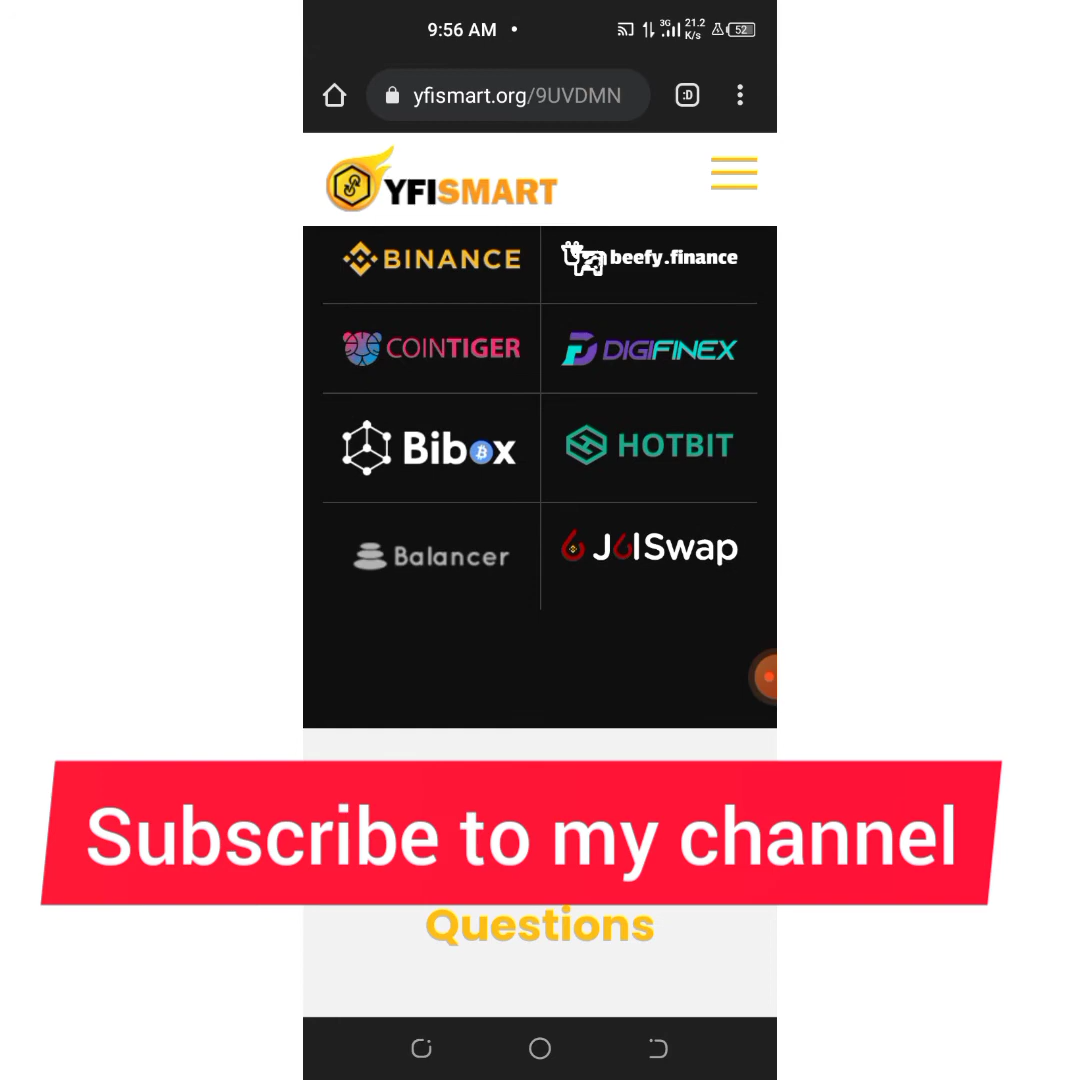 9:56 AM
3G 21.2 K/s 52
yfismart.org/9UVDMN :D
YFISMART
BINANCE beefy.finance
COINTIGER DIGIFINEX
Bibox HOTBIT
Balancer JulSwap
Subscribe to my channel
Questions